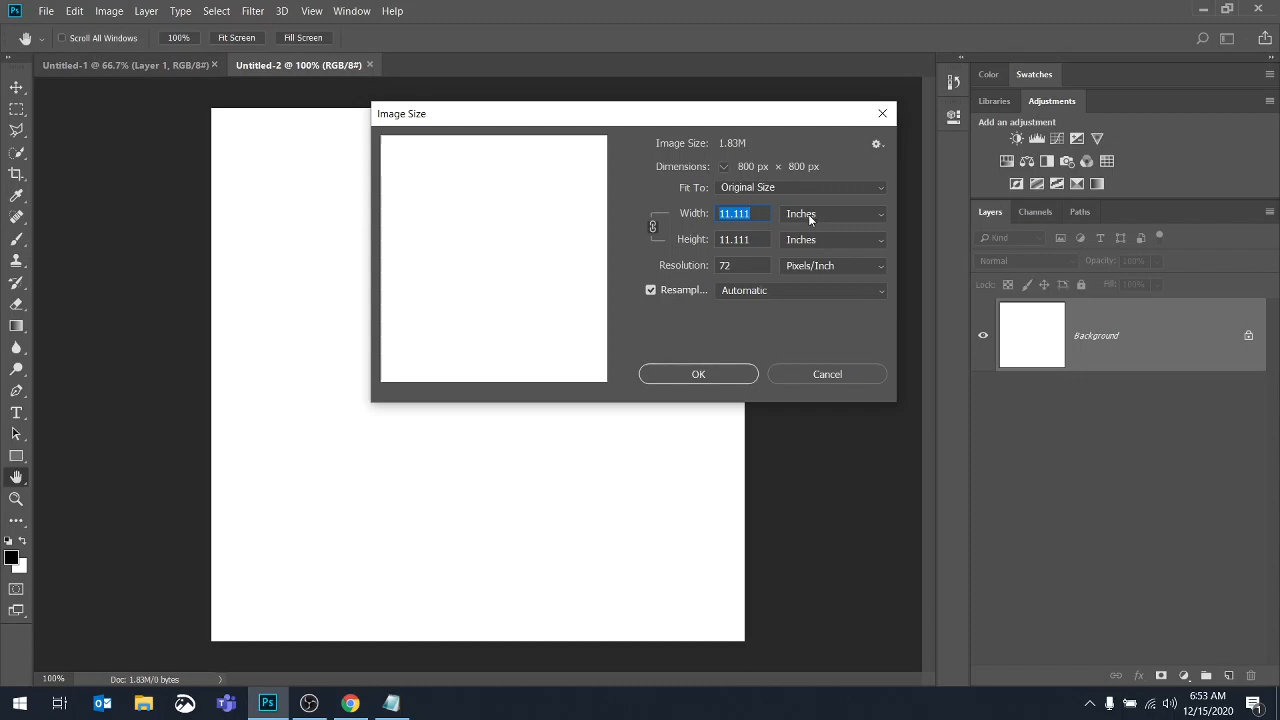 Ps File Edit Image Layer Type Select Filter 3D View Window Help
Scroll All Windows 100% Fit Screen Fill Screen
Untitled-1 @ 66.7% (Layer 1, RGB/8#) Untitled-2 @ 100% (RGB/8#)
Image Size
Image Size: 1.83M
Dimensions: 800 px × 800 px
Fit To: Original Size
Width: 11.111 Inches
Height: 11.111 Inches
Resolution: 72 Pixels/Inch
Resampl... Automatic
OK Cancel
Color Swatches
Libraries Adjustments
Add an adjustment
Layers Channels Paths
Kind
Normal Opacity: 100%
Lock: Fill: 100%
Background
100% Doc: 1.83M/0 bytes
Ps
6:53 AM
12/15/2020